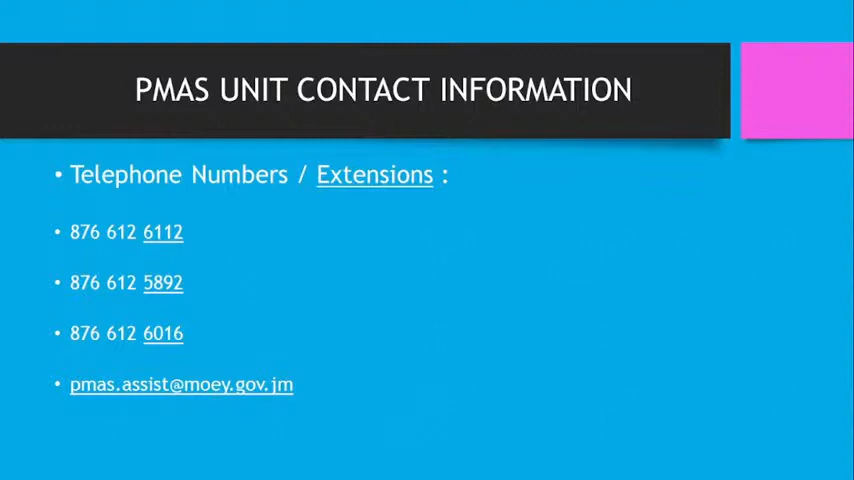 PMAS UNIT CONTACT INFORMATION
• Telephone Numbers / Extensions :
• 876 612 6112
• 876 612 5892
• 876 612 6016
• pmas.assist@moey.gov.jm